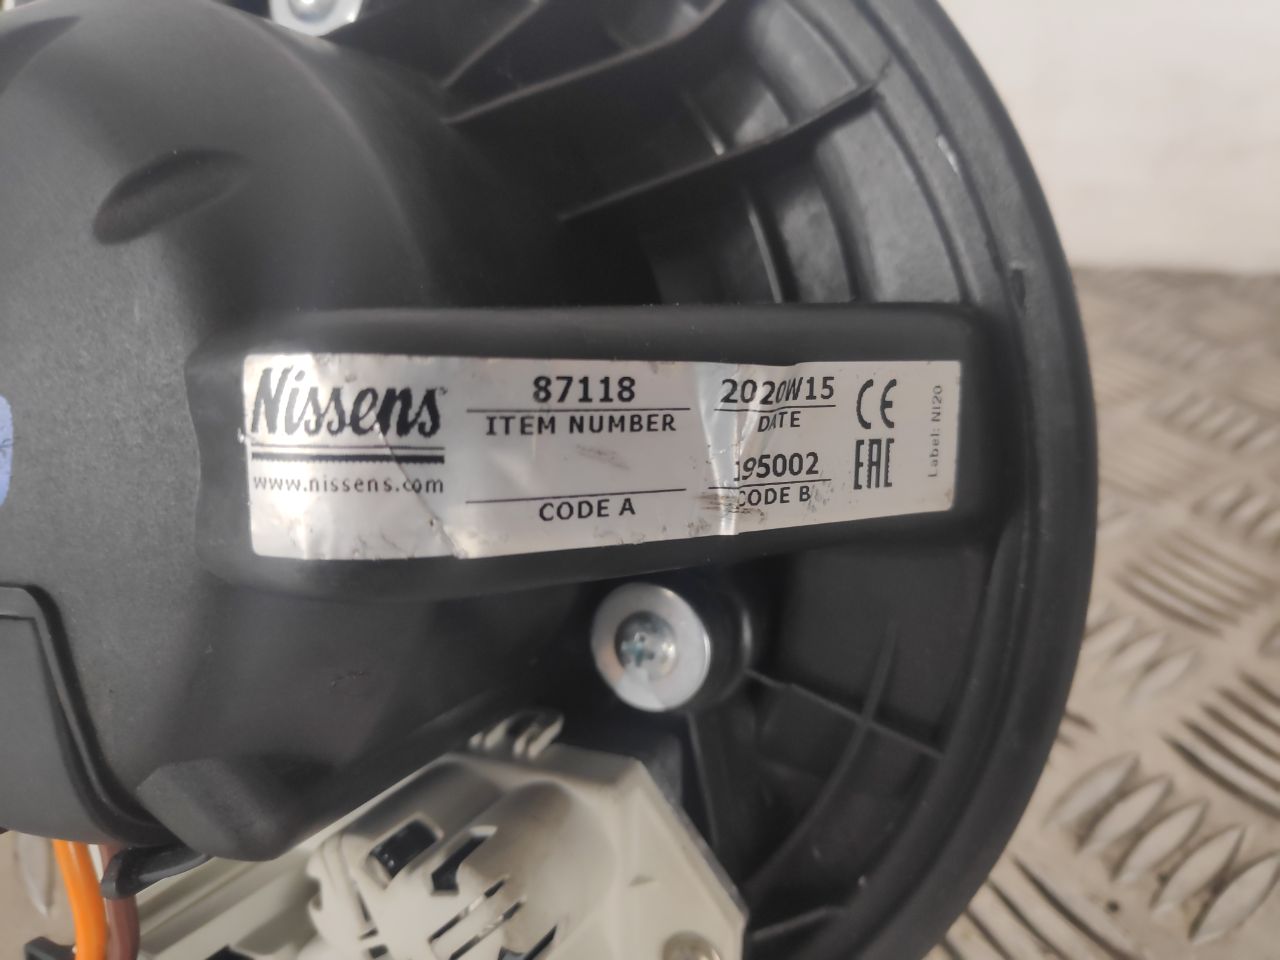 Nissens
www.nissens.com
87118
ITEM NUMBER
CODE A
2020W15
DATE
195002
CODE B
CE
EAC
Label: NI20